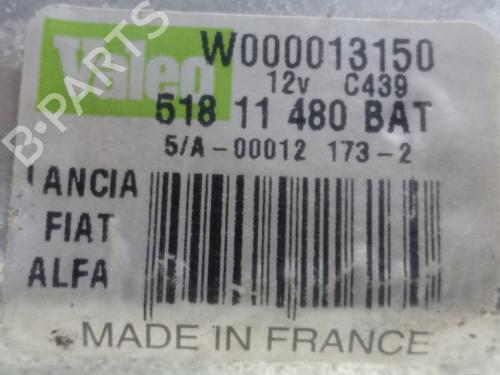 Valeo
W000013150
12v C439
518 11 480 BAT
5/A-00012 173-2
LANCIA
FIAT
ALFA
MADE IN FRANCE
B-PARTS